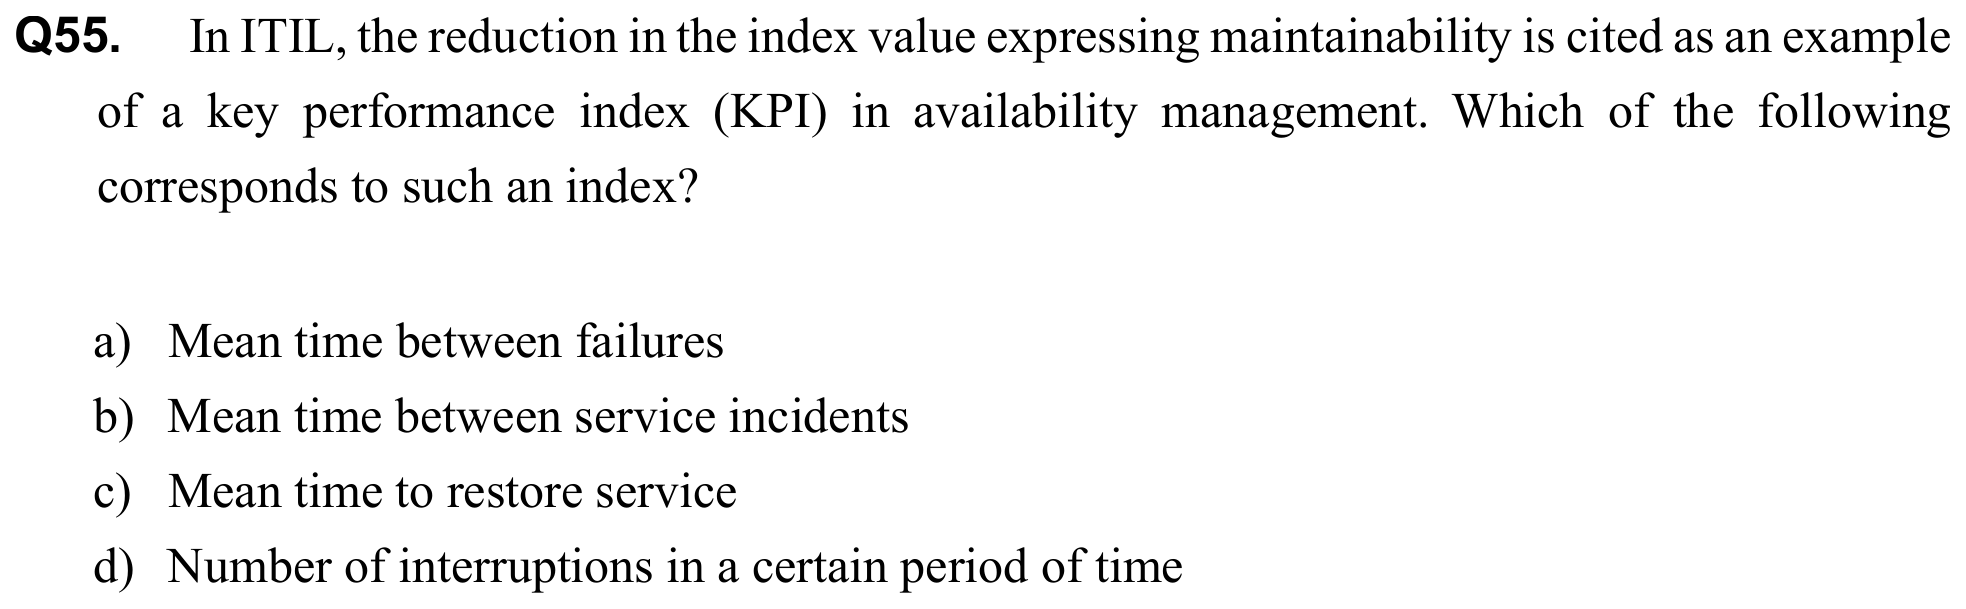 Q55. In ITIL, the reduction in the index value expressing maintainability is cited as an example
of a key performance index (KPI) in availability management. Which of the following
corresponds to such an index?
a) Mean time between failures
b) Mean time between service incidents
c) Mean time to restore service
d) Number of interruptions in a certain period of time